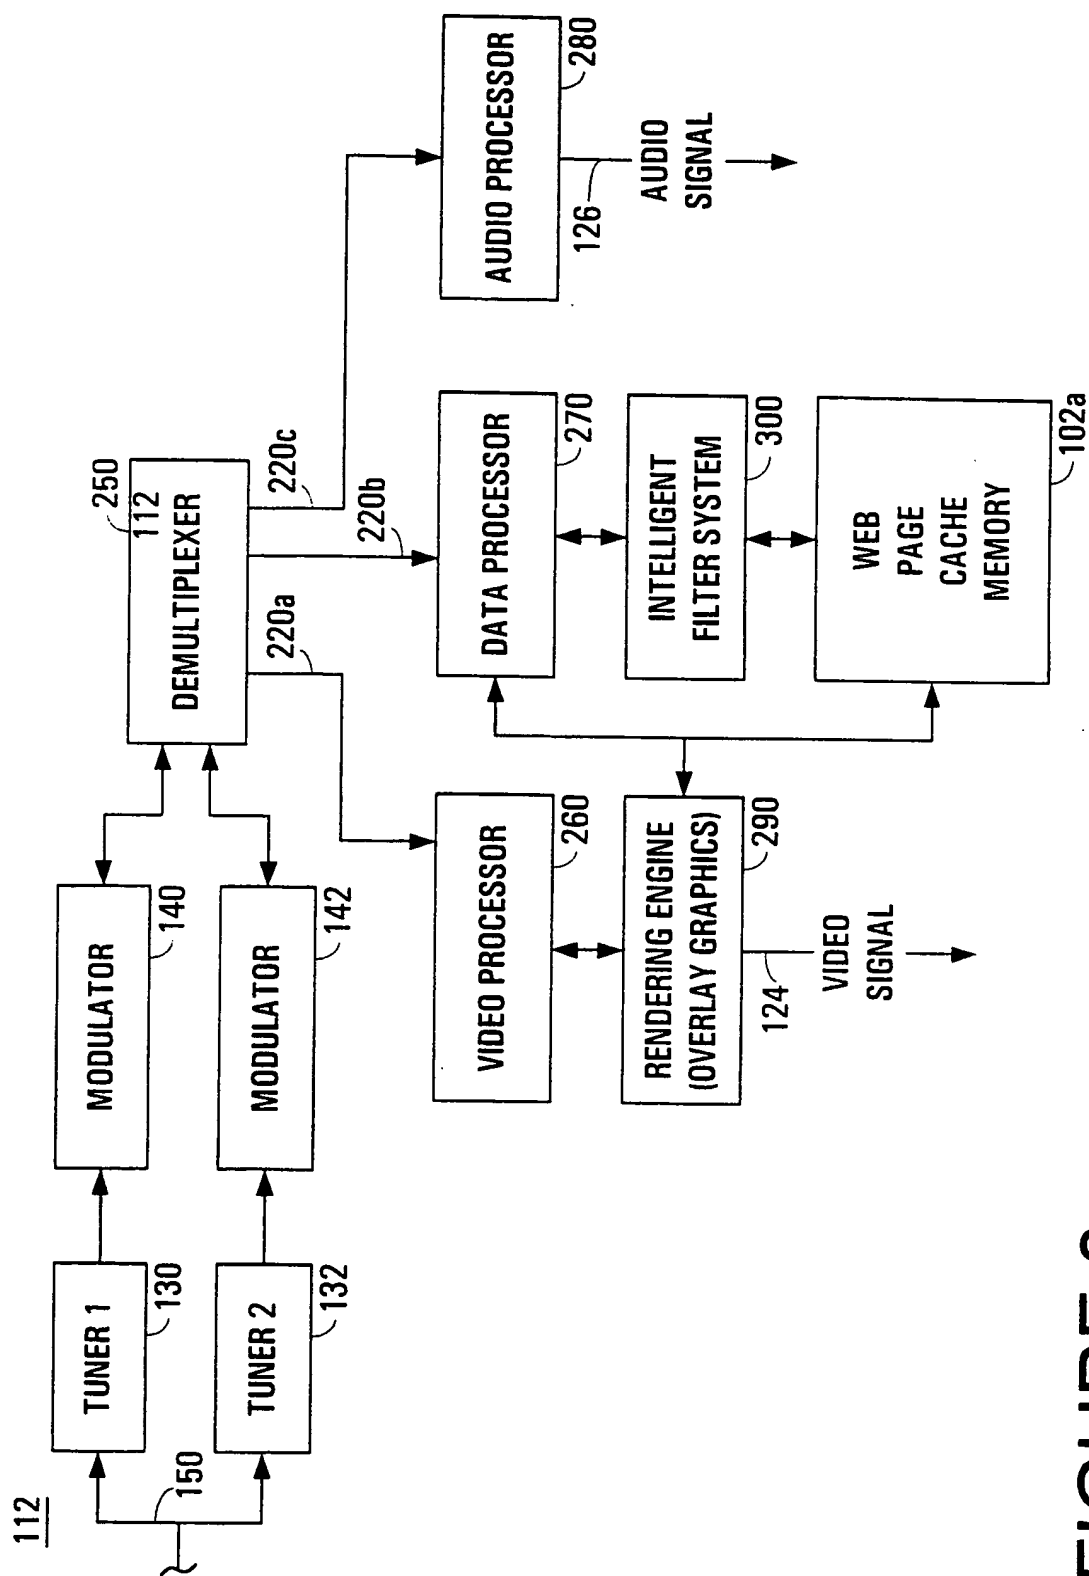 112
150
TUNER 1
130
TUNER 2
132
MODULATOR
140
MODULATOR
142
250
112
DEMULTIPLEXER
220a
220b
220c
VIDEO PROCESSOR
260
DATA PROCESSOR
270
AUDIO PROCESSOR
280
RENDERING ENGINE
(OVERLAY GRAPHICS)
290
INTELLIGENT
FILTER SYSTEM
300
126
AUDIO
SIGNAL
124
VIDEO
SIGNAL
WEB
PAGE
CACHE
MEMORY
102a
FIGURE